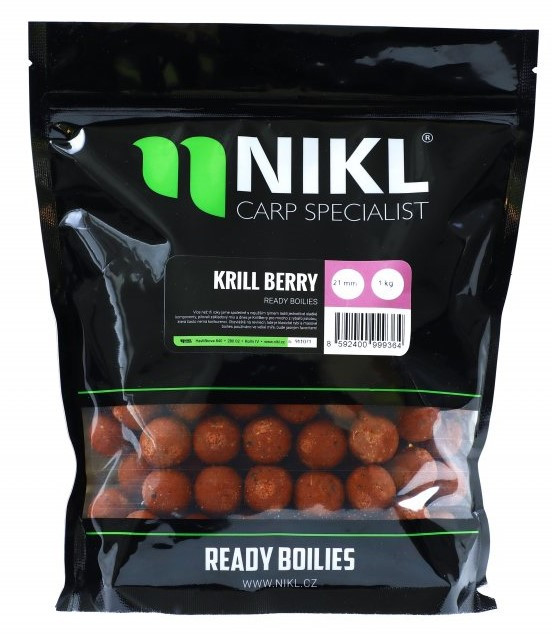 NIKL®
CARP SPECIALIST
KRILL BERRY
READY BOILIES
21 mm
1 kg
8 592400 999364
READY BOILIES
WWW.NIKL.CZ